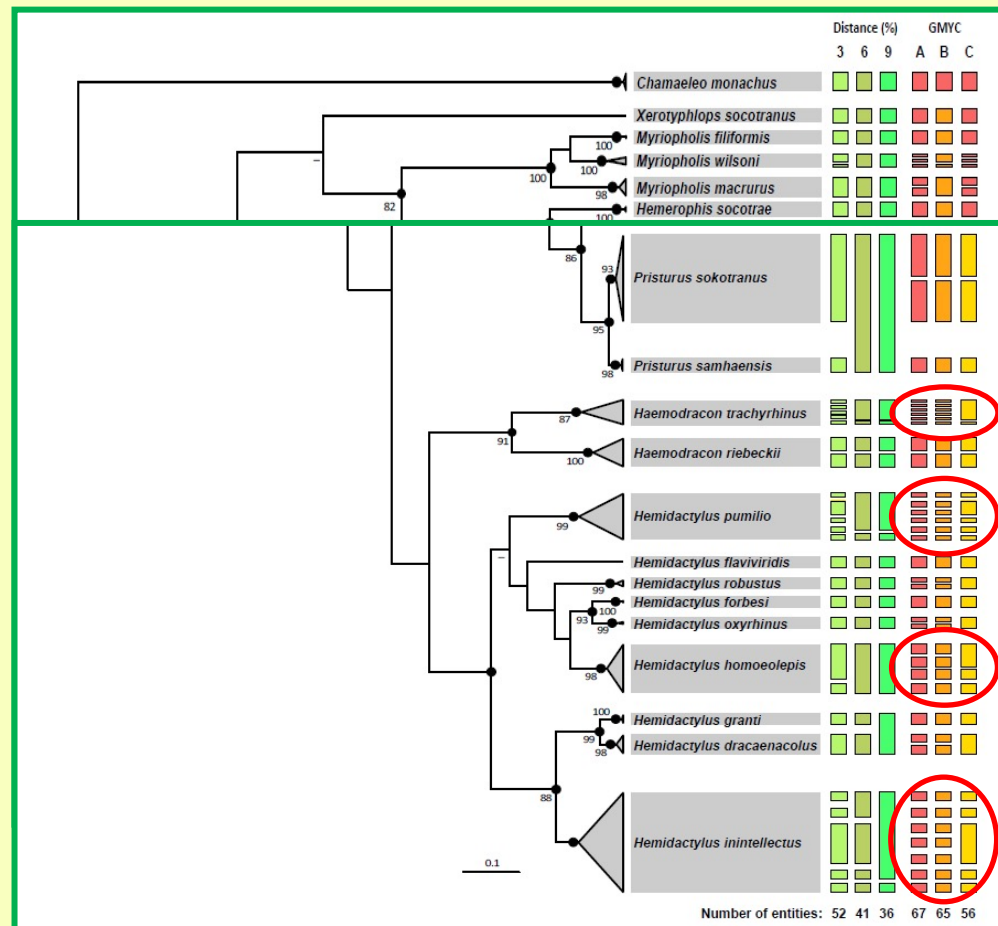 Distance (%) GMYC
3 6 9 A B C
Chamaeleo monachus
Xerotyphlops socotranus
100 Myriopholis filiformis
–
100 Myriopholis wilsoni
100
98 Myriopholis macrurus
82
100 Hemerophis socotrae
86
93 Pristurus sokotranus
95
98 Pristurus samhaensis
87 Haemodracon trachyrhinus
91
100 Haemodracon riebeckii
99 Hemidactylus pumilio
–
Hemidactylus flaviviridis
99 Hemidactylus robustus
100 Hemidactylus forbesi
93
99 Hemidactylus oxyrhinus
98 Hemidactylus homoeolepis
100 Hemidactylus granti
99
98 Hemidactylus dracaenacolus
88
Hemidactylus inintellectus
0.1
Number of entities: 52 41 36 67 65 56